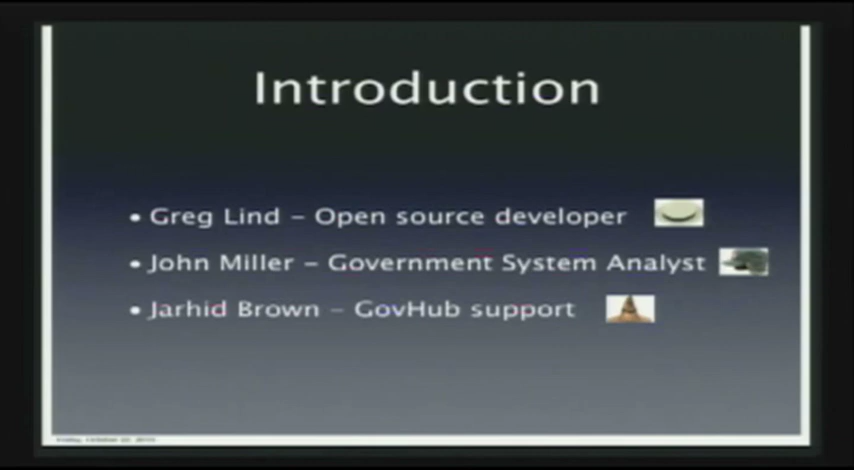 Introduction
• Greg Lind – Open source developer
• John Miller – Government System Analyst
• Jarhid Brown – GovHub support